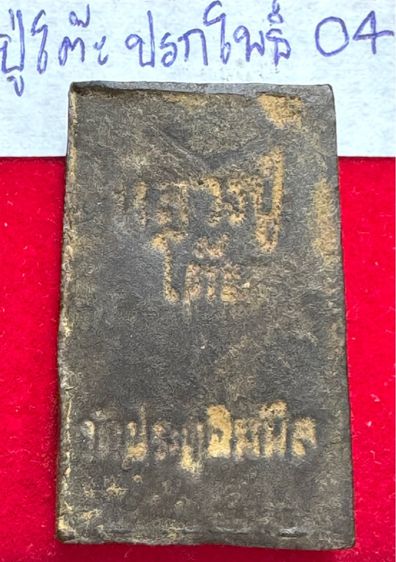 ปู่โต๊ะ ปรกโพธิ์ 04
หลวงปู่
โต๊ะ
วัดประดู่ฉิมพลี